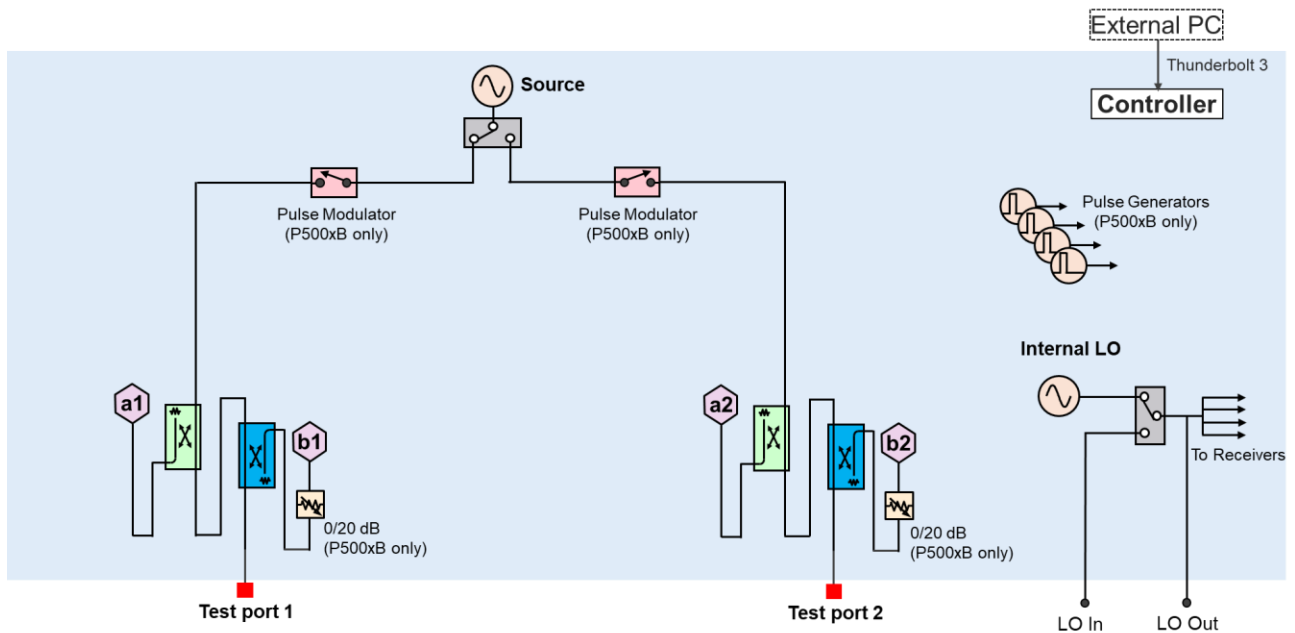 External PC
Thunderbolt 3
Controller
Source
Pulse Modulator
(P500xB only)
Pulse Modulator
(P500xB only)
Pulse Generators
(P500xB only)
Internal LO
To Receivers
a1
b1
0/20 dB
(P500xB only)
a2
b2
0/20 dB
(P500xB only)
Test port 1
Test port 2
LO In
LO Out